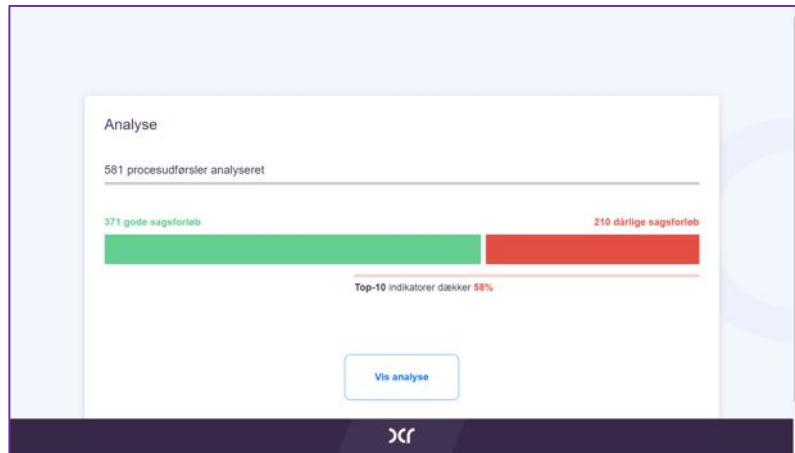 Analyse
581 procesudførsler analyseret
371 gode sagsforløb
210 dårlige sagsforløb
Top-10 indikatorer dækker 58%
Vis analyse